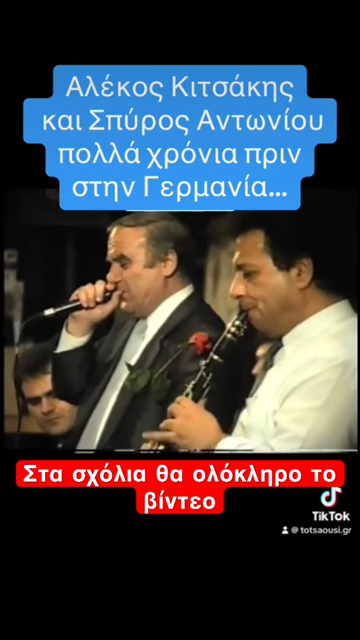 Αλέκος Κιτσάκης
και Σπύρος Αντωνίου
πολλά χρόνια πριν
στην Γερμανία...
Στα σχόλια θα ολόκληρο το
βίντεο
TikTok
@ totsaousi.gr